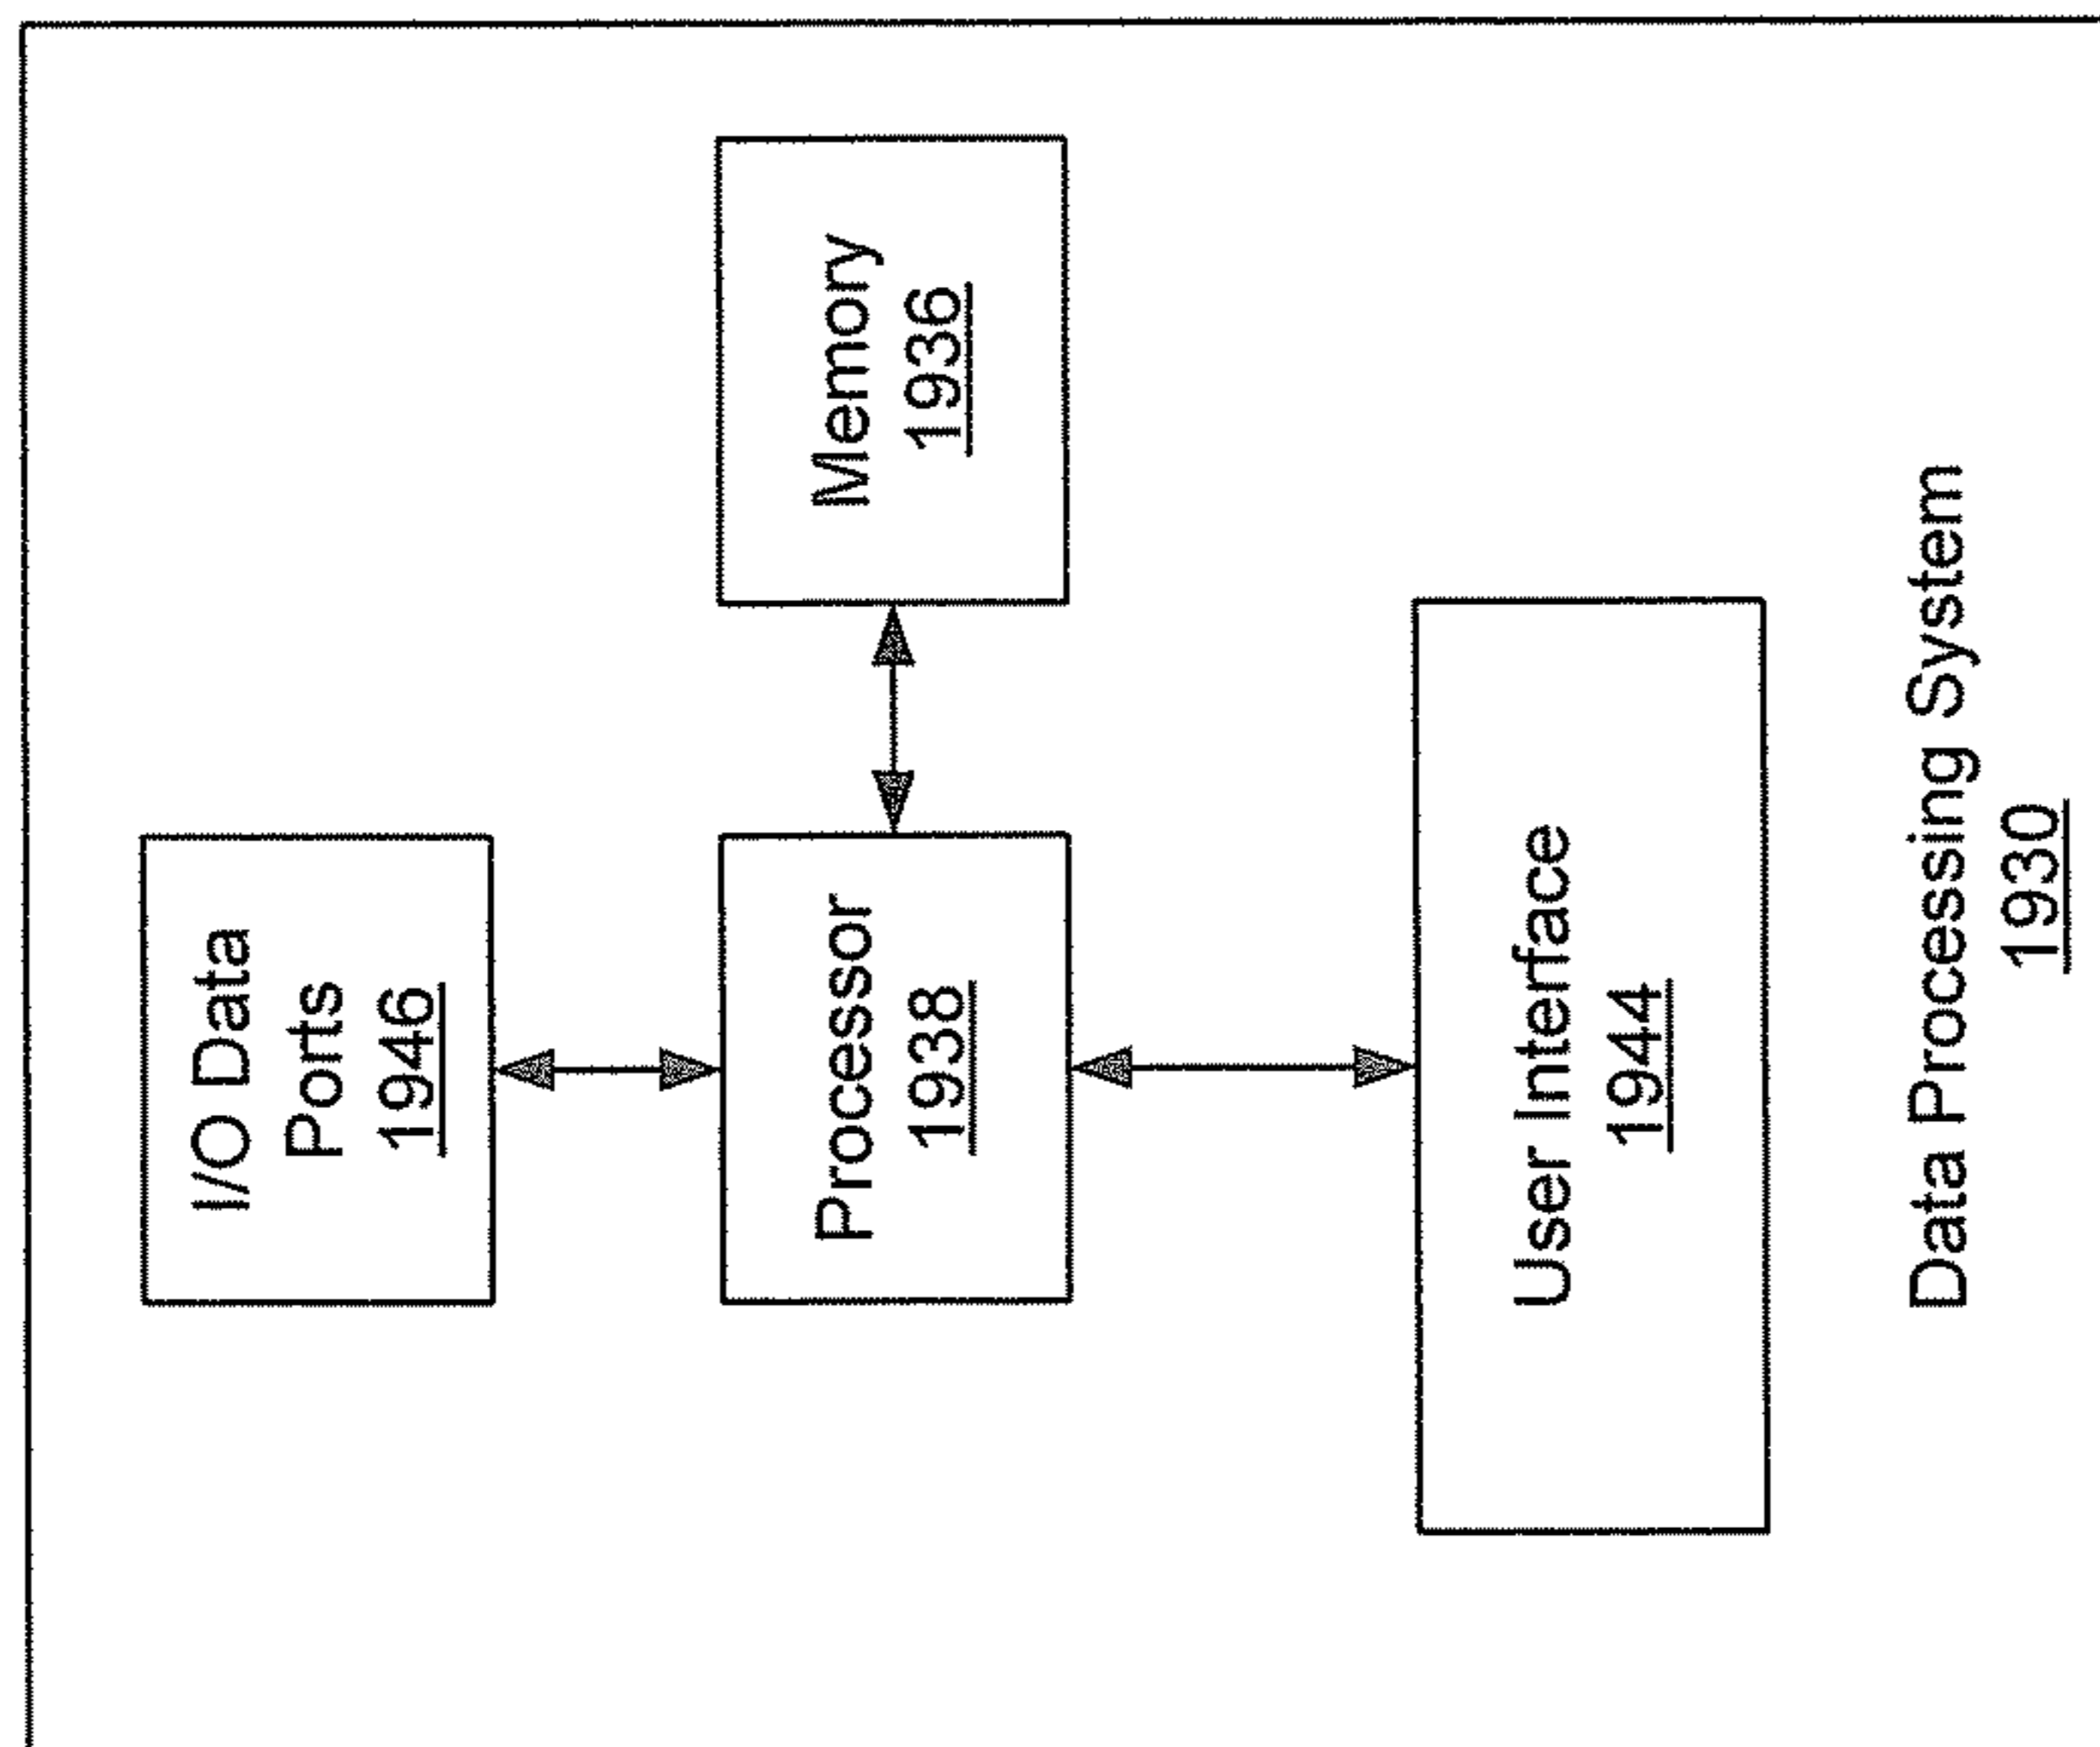 I/O Data
Ports
1946
Memory
1936
Processor
1938
User Interface
1944
Data Processing System
1930